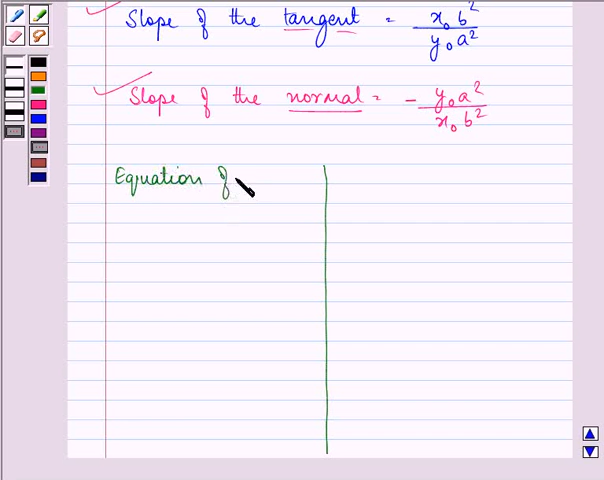 Slope of the tangent = x₀b² / y₀a²
Slope of the normal = - y₀a² / x₀b²
Equation of